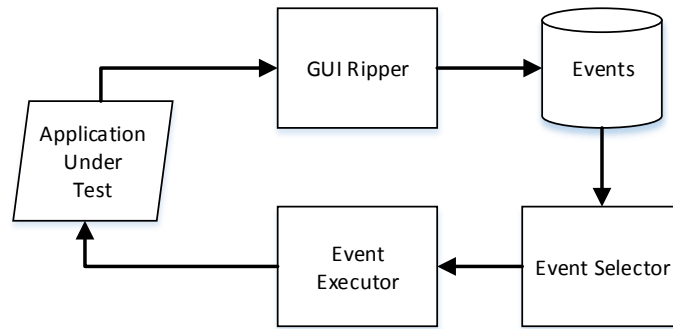 GUI Ripper
Events
Application
Under
Test
Event
Executor
Event Selector